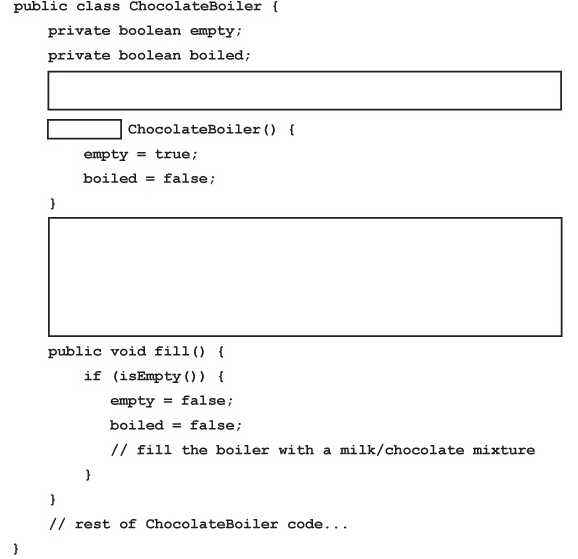 public class ChocolateBoiler {
private boolean empty;
private boolean boiled;
ChocolateBoiler() {
empty = true;
boiled = false;
}
public void fill() {
if (isEmpty()) {
empty = false;
boiled = false;
// fill the boiler with a milk/chocolate mixture
}
}
// rest of ChocolateBoiler code...
}